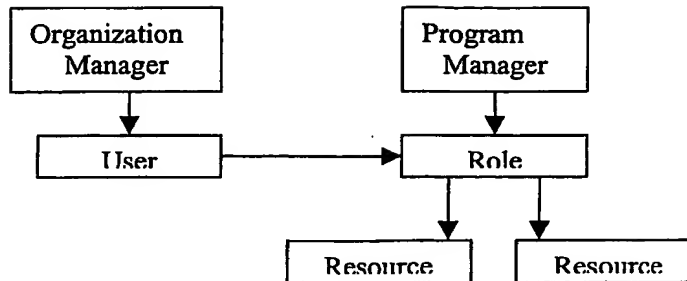 Organization
Manager
Program
Manager
User
Role
Resource
Resource